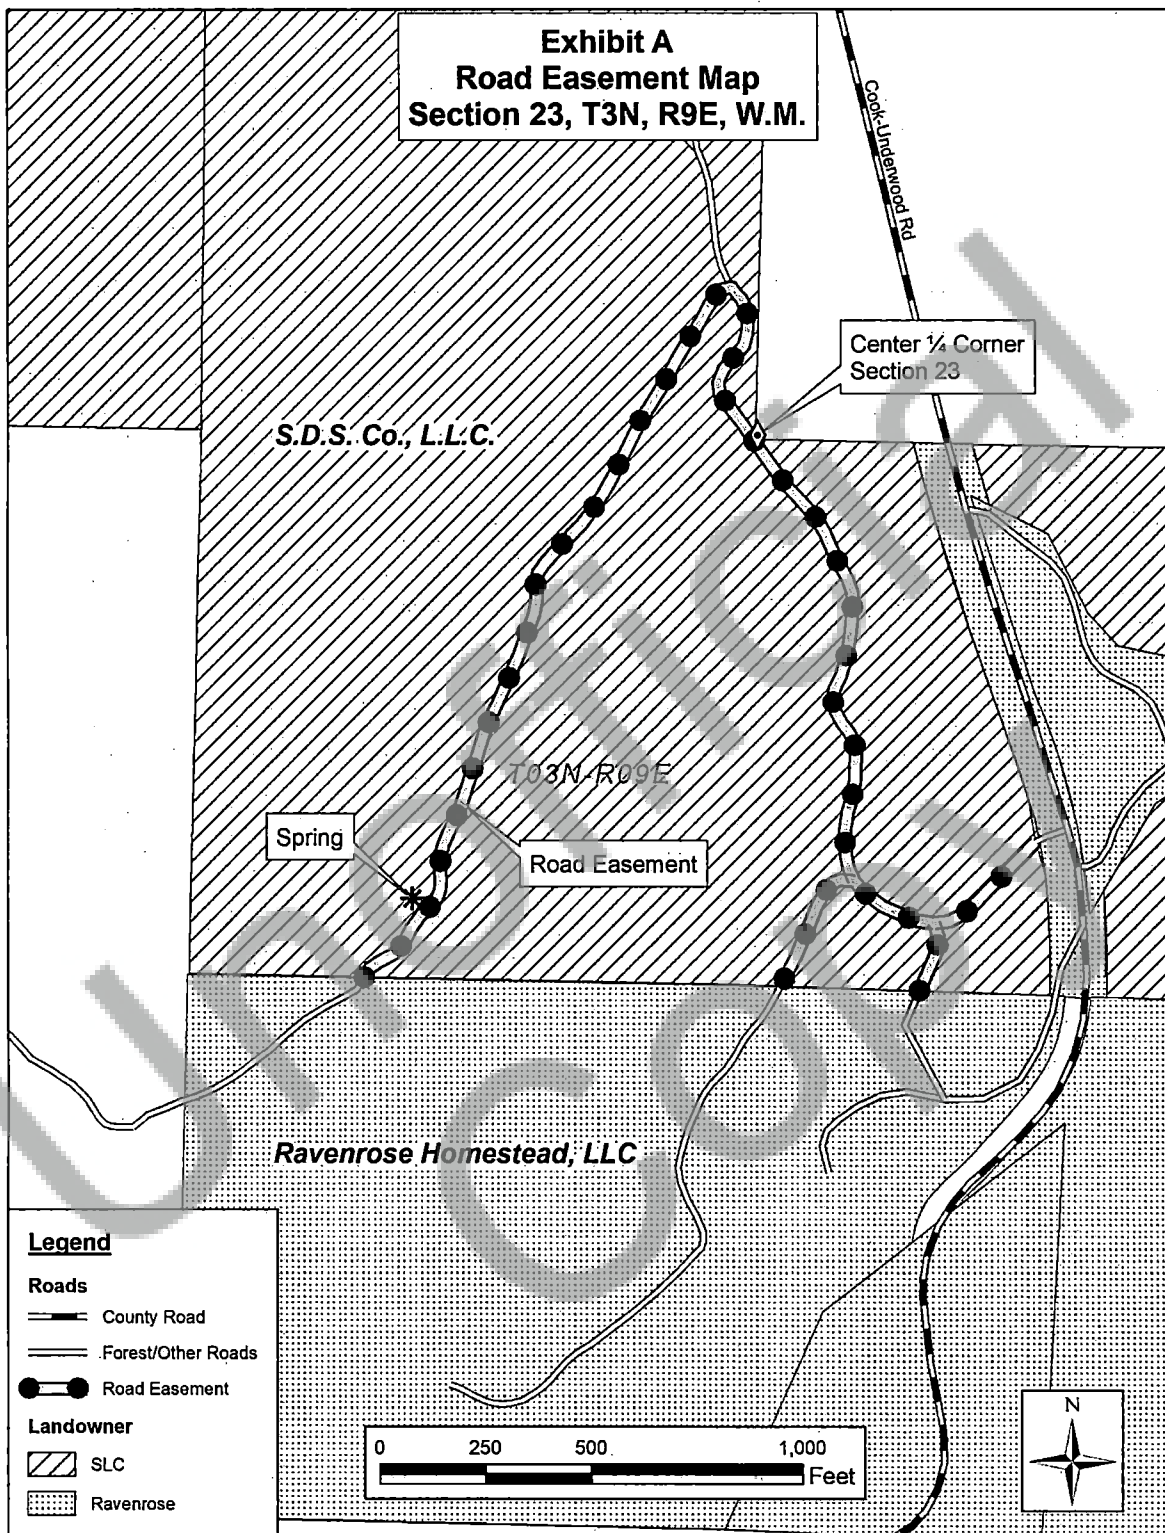 Exhibit A
Road Easement Map
Section 23, T3N, R9E, W.M.
Cook-Underwood Rd
Center ¼ Corner
Section 23
S.D.S. Co., L.L.C.
T03N-R09E
Spring
Road Easement
Ravenrose Homestead, LLC
Unofficial
Copy
Legend
Roads
County Road
Forest/Other Roads
Road Easement
Landowner
SLC
Ravenrose
0 250 500 1,000
Feet
N